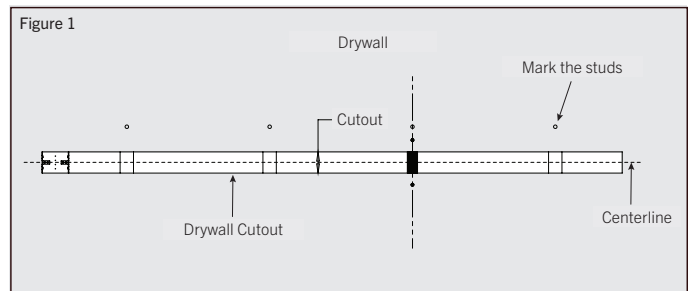 Figure 1
Drywall
Mark the studs
Cutout
Centerline
Drywall Cutout